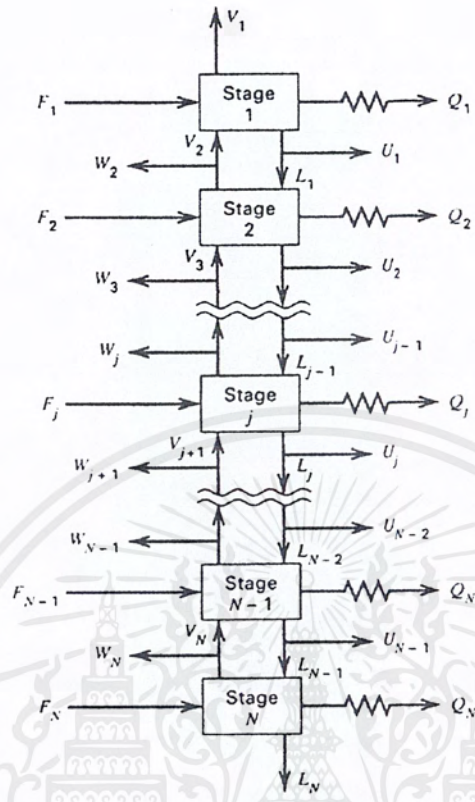 V1
F1
Stage 1
Q1
V2
W2
U1
L1
F2
Stage 2
Q2
V3
W3
U2
Wj
Uj−1
Lj−1
Fj
Stage j
Qj
Vj+1
Wj+1
Uj
Lj
WN−1
UN−2
LN−2
FN−1
Stage N−1
QN
VN
WN
UN−1
LN−1
FN
Stage N
QN
LN